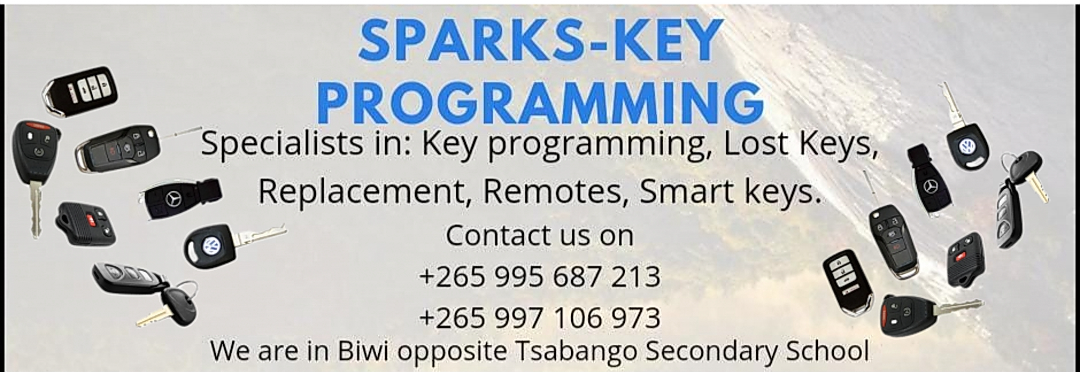 SPARKS-KEY
PROGRAMMING
Specialists in: Key programming, Lost Keys,
Replacement, Remotes, Smart keys.
Contact us on
+265 995 687 213
+265 997 106 973
We are in Biwi opposite Tsabango Secondary School